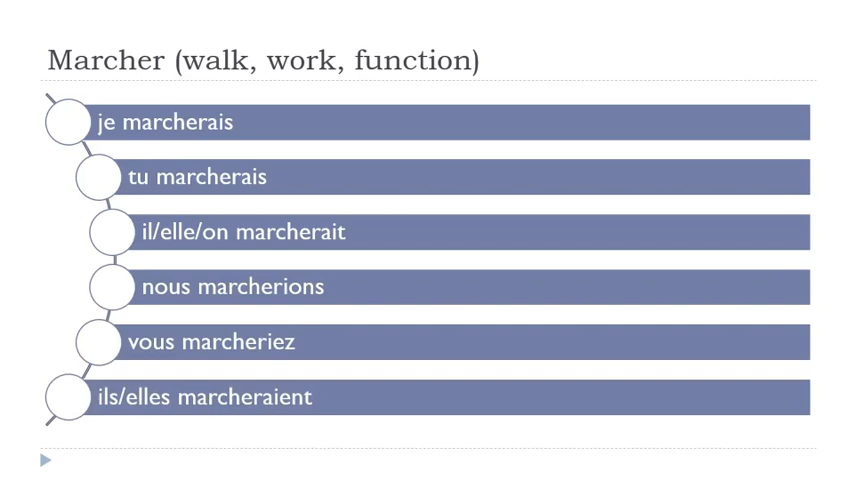 Marcher (walk, work, function)
je marcherais
tu marcherais
il/elle/on marcherait
nous marcherions
vous marcheriez
ils/elles marcheraient